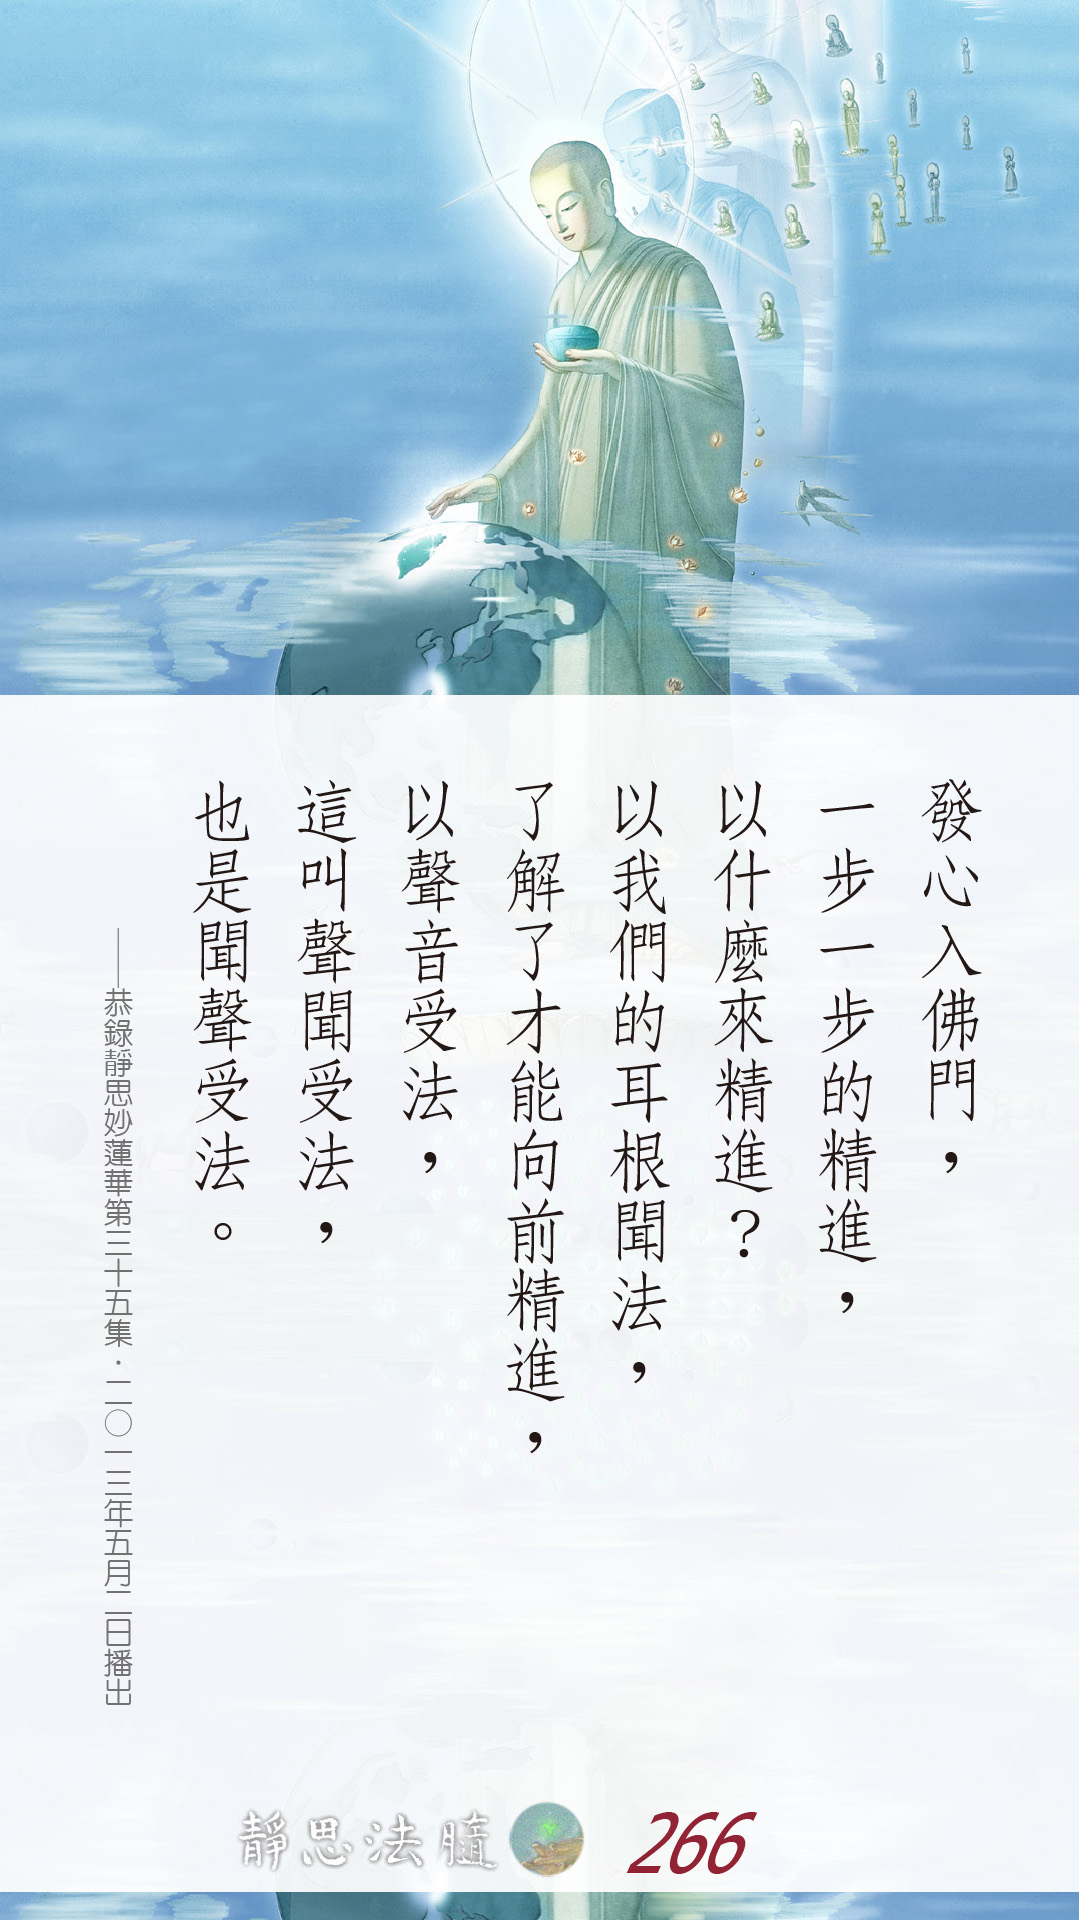 發心入佛門，
一步一步的精進，
以什麼來精進？
以我們的耳根聞法，
了解了才能向前精進，
以聲音受法，
這叫聲聞受法，
也是聞聲受法。
——恭錄靜思妙蓮華第三十五集．二〇一三年五月二日播出
靜思法髓
266